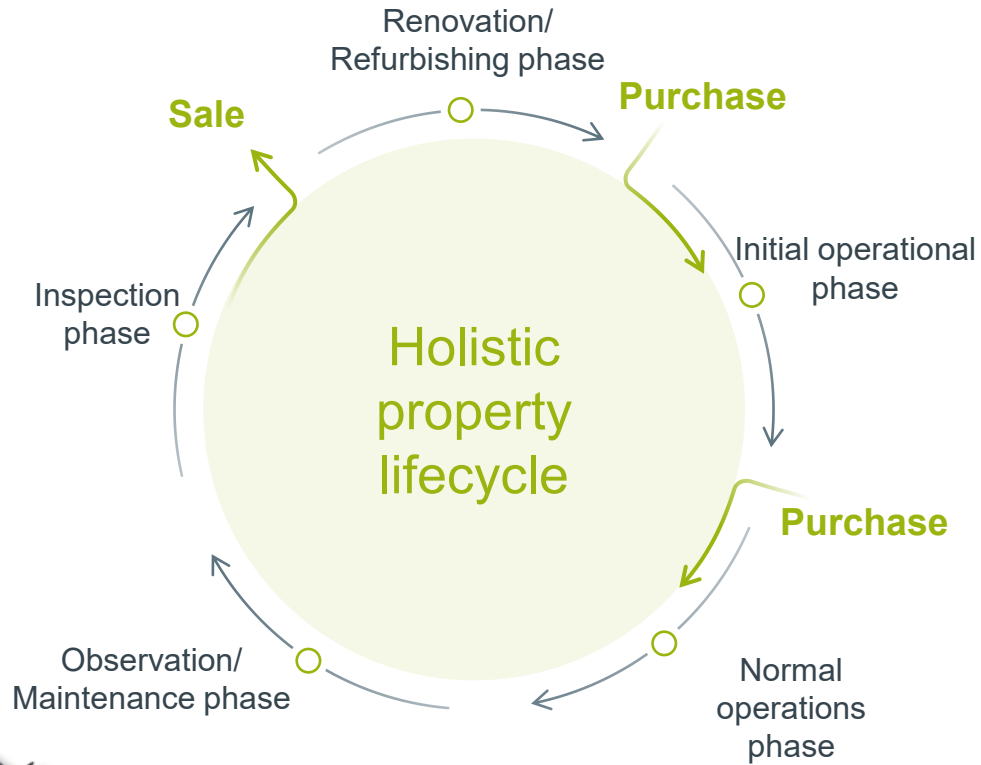 Renovation/
Refurbishing phase
Purchase
Sale
Initial operational
phase
Inspection
phase
Holistic
property
lifecycle
Purchase
Observation/
Maintenance phase
Normal
operations
phase